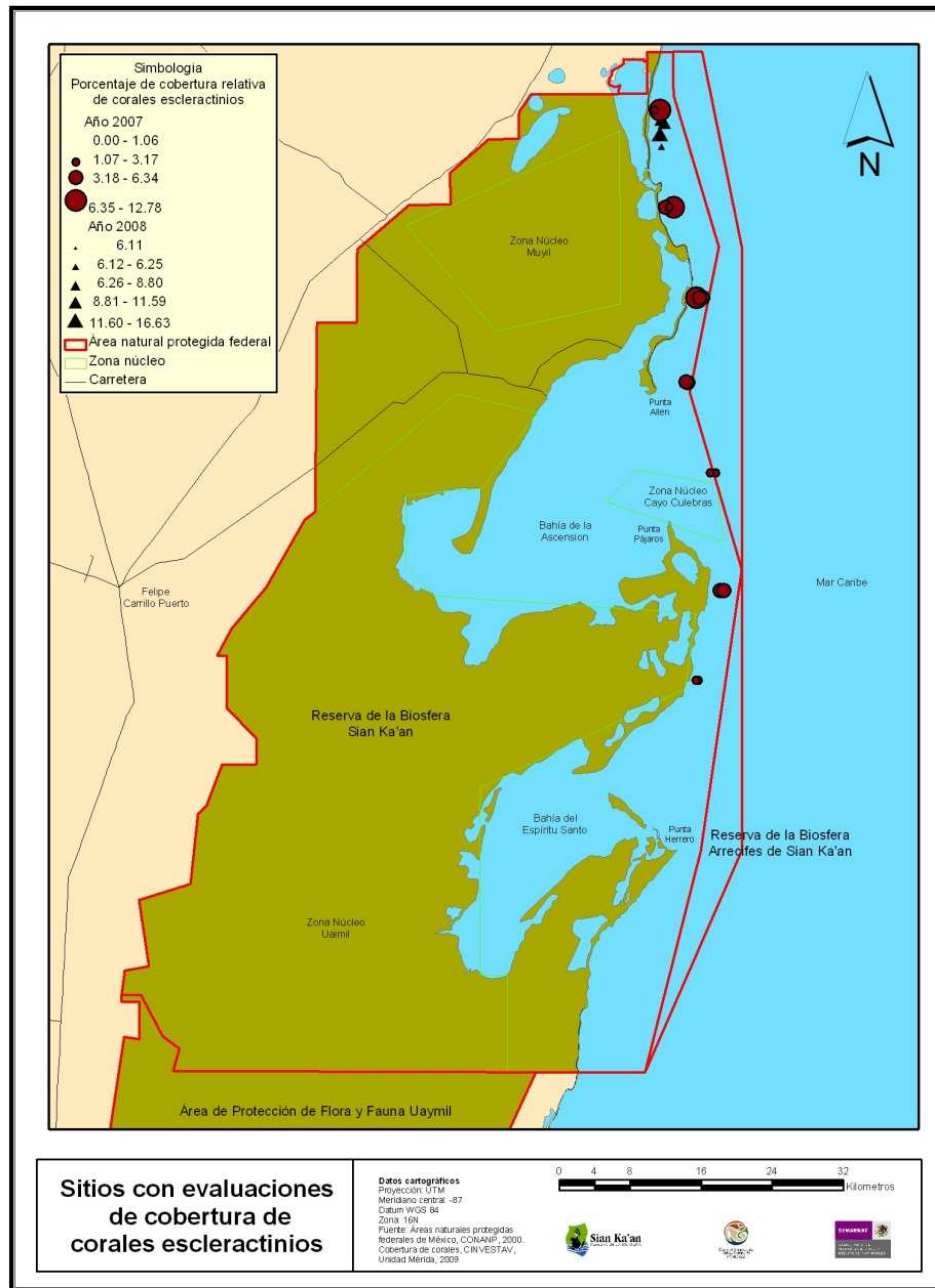 Simbologia
Porcentaje de cobertura relativa
de corales escleractinios
Año 2007
0.00 - 1.06
1.07 - 3.17
3.18 - 6.34
6.35 - 12.78
Año 2008
6.11
6.12 - 6.25
6.26 - 8.80
8.81 - 11.59
11.60 - 16.63
Área natural protegida federal
Zona núcleo
Carretera
N
Zona Núcleo
Muyil
Punta
Allen
Zona Núcleo
Cayo Culebras
Bahía de la
Ascension
Punta
Pájaros
Mar Caribe
Felipe
Carrillo Puerto
Reserva de la Biosfera
Sian Ka'an
Bahía del
Espíritu Santo
Punta
Herrero
Reserva de la Biosfera
Arrecifes de Sian Ka'an
Zona Núcleo
Uaimil
Área de Protección de Flora y Fauna Uaymil
Sitios con evaluaciones
de cobertura de
corales escleractinios
Datos cartográficos
Proyección: UTM
Meridiano central: -87
Datum WGS 84
Zona: 16N
Fuente: Áreas naturales protegidas
federales de México, CONANP, 2000.
Cobertura de corales, CINVESTAV,
Unidad Mérida, 2009
0 4 8 16 24 32
Kilometros
Sian Ka'an
SEMARNAT